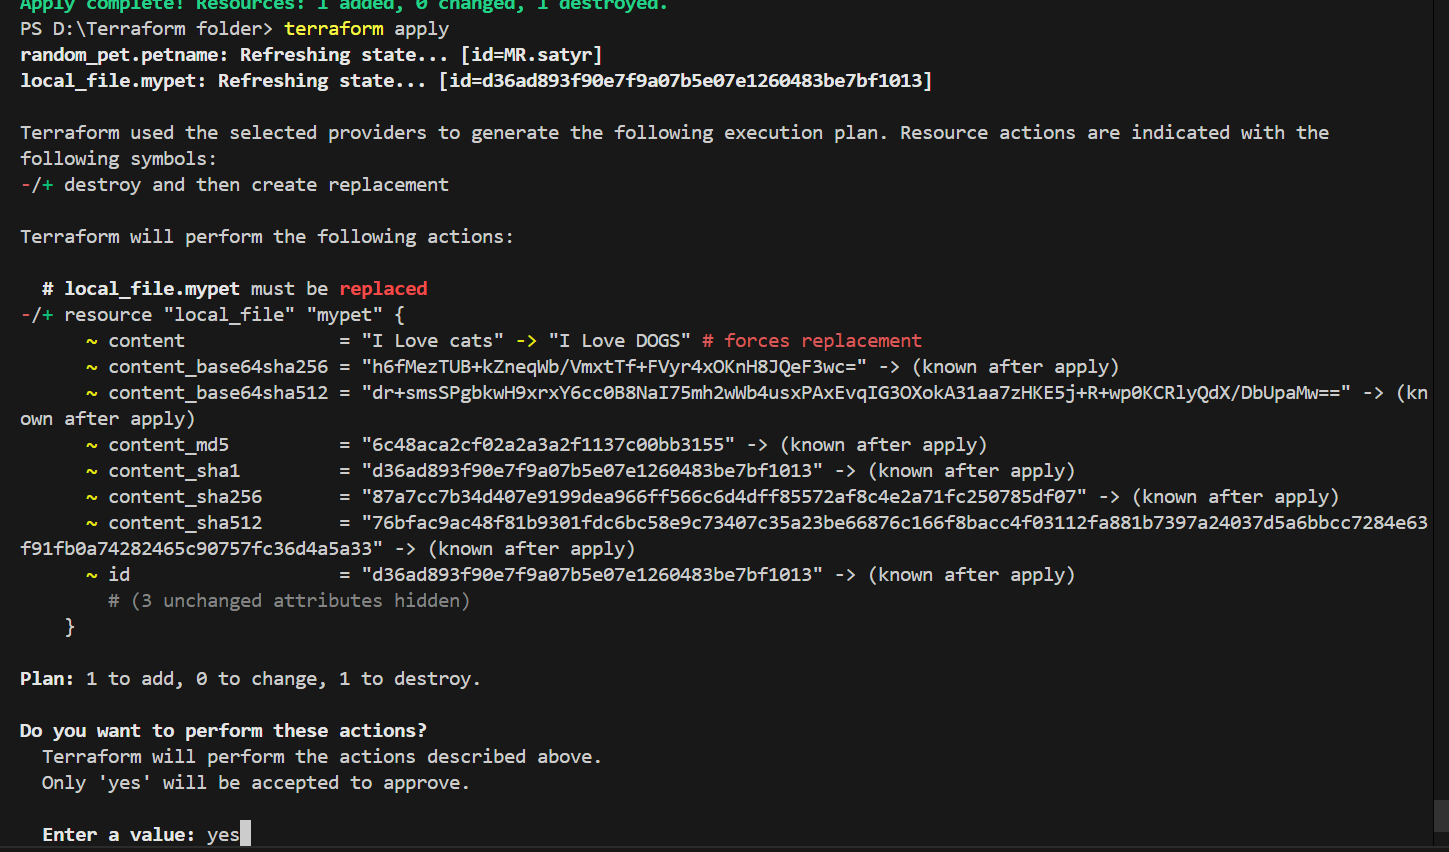 Apply complete! Resources: 1 added, 0 changed, 1 destroyed.
PS D:\Terraform folder> terraform apply
random_pet.petname: Refreshing state... [id=MR.satyr]
local_file.mypet: Refreshing state... [id=d36ad893f90e7f9a07b5e07e1260483be7bf1013]
Terraform used the selected providers to generate the following execution plan. Resource actions are indicated with the
following symbols:
-/+ destroy and then create replacement
Terraform will perform the following actions:
# local_file.mypet must be replaced
-/+ resource "local_file" "mypet" {
~ content = "I Love cats" -> "I Love DOGS" # forces replacement
~ content_base64sha256 = "h6fMezTUB+kZneqWb/VmxtTf+FVyr4xOKnH8JQeF3wc=" -> (known after apply)
~ content_base64sha512 = "dr+smsSPgbkwH9xrxY6cc0B8NaI75mh2wWb4usxPAxEvqIG3OXokA31aa7zHKE5j+R+wp0KCRlyQdX/DbUpaMw==" -> (kn
own after apply)
~ content_md5 = "6c48aca2cf02a2a3a2f1137c00bb3155" -> (known after apply)
~ content_sha1 = "d36ad893f90e7f9a07b5e07e1260483be7bf1013" -> (known after apply)
~ content_sha256 = "87a7cc7b34d407e9199dea966ff566c6d4dff85572af8c4e2a71fc250785df07" -> (known after apply)
~ content_sha512 = "76bfac9ac48f81b9301fdc6bc58e9c73407c35a23be66876c166f8bacc4f03112fa881b7397a24037d5a6bbcc7284e63
f91fb0a74282465c90757fc36d4a5a33" -> (known after apply)
~ id = "d36ad893f90e7f9a07b5e07e1260483be7bf1013" -> (known after apply)
# (3 unchanged attributes hidden)
}
Plan: 1 to add, 0 to change, 1 to destroy.
Do you want to perform these actions?
Terraform will perform the actions described above.
Only 'yes' will be accepted to approve.
Enter a value: yes